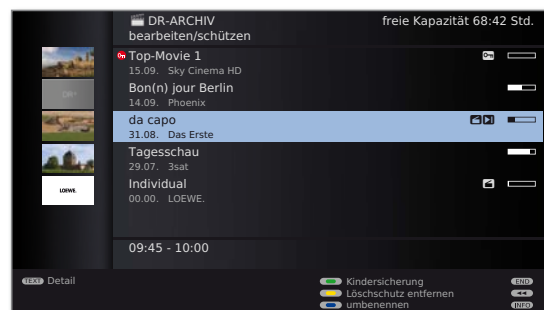 DR-ARCHIV
freie Kapazität 68:42 Std.
bearbeiten/schützen
Top-Movie 1
15.09. Sky Cinema HD
DR+
Bon(n) jour Berlin
14.09. Phoenix
da capo
31.08. Das Erste
Tagesschau
29.07. 3sat
Individual
LOEWE.
00.00. LOEWE.
09:45 - 10:00
TEXT Detail
Kindersicherung
END
Löschschutz entfernen
umbenennen
INFO